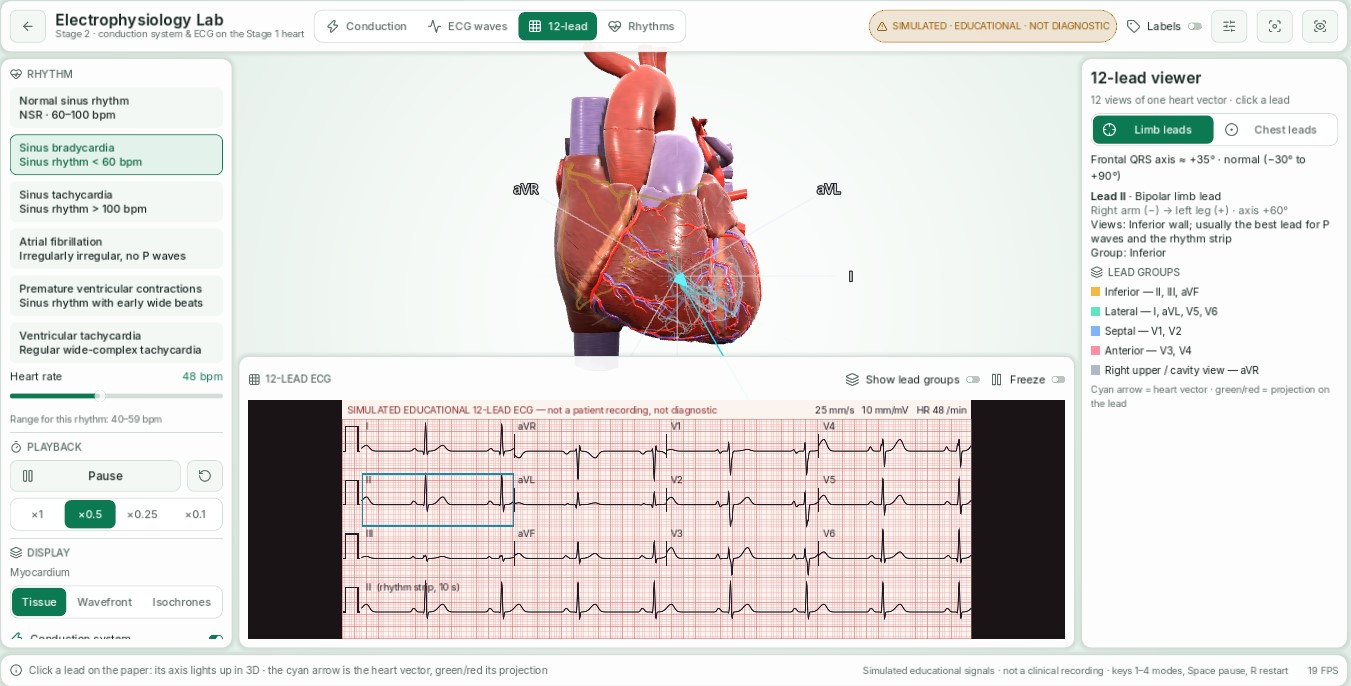 Electrophysiology Lab
Stage 2 · conduction system & ECG on the Stage 1 heart
Conduction
ECG waves
12-lead
Rhythms
SIMULATED · EDUCATIONAL · NOT DIAGNOSTIC
Labels
RHYTHM
Normal sinus rhythm
NSR · 60–100 bpm
Sinus bradycardia
Sinus rhythm < 60 bpm
Sinus tachycardia
Sinus rhythm > 100 bpm
Atrial fibrillation
Irregularly irregular, no P waves
Premature ventricular contractions
Sinus rhythm with early wide beats
Ventricular tachycardia
Regular wide-complex tachycardia
Heart rate
48 bpm
Range for this rhythm: 40–59 bpm
PLAYBACK
Pause
×1
×0.5
×0.25
×0.1
DISPLAY
Myocardium
Tissue
Wavefront
Isochrones
Conduction system
aVR
aVL
I
12-LEAD ECG
Show lead groups
Freeze
SIMULATED EDUCATIONAL 12-LEAD ECG — not a patient recording, not diagnostic
25 mm/s 10 mm/mV HR 48 /min
I
aVR
V1
V4
II
aVL
V2
V5
III
aVF
V3
V6
II (rhythm strip, 10 s)
12-lead viewer
12 views of one heart vector · click a lead
Limb leads
Chest leads
Frontal QRS axis ≈ +35° · normal (−30° to
+90°)
Lead II · Bipolar limb lead
Right arm (−) → left leg (+) · axis +60°
Views: Inferior wall; usually the best lead for P
waves and the rhythm strip
Group: Inferior
LEAD GROUPS
Inferior — II, III, aVF
Lateral — I, aVL, V5, V6
Septal — V1, V2
Anterior — V3, V4
Right upper / cavity view — aVR
Cyan arrow = heart vector · green/red = projection on
the lead
Click a lead on the paper: its axis lights up in 3D · the cyan arrow is the heart vector, green/red its projection
Simulated educational signals · not a clinical recording · keys 1–4 modes, Space pause, R restart
19 FPS